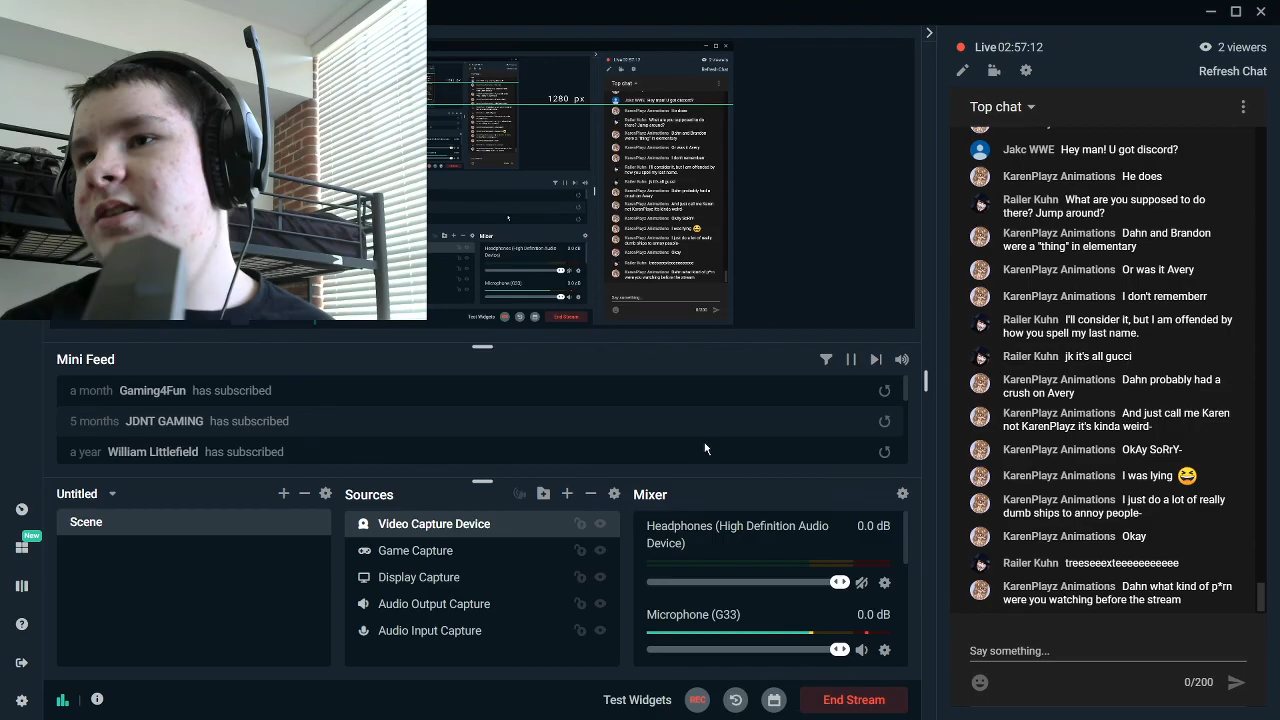 Live 02:57:12
2 viewers
Refresh Chat
Top chat
Jakc WWE Hey man! U got discord?
KarenPlayz Animations He does
Railer Kuhn What are you supposed to do
there? Jump around?
KarenPlayz Animations Dahn and Brandon
were a "thing" in elementary
KarenPlayz Animations Or was it Avery
KarenPlayz Animations I don't rememberr
Railer Kuhn I'll consider it, but I am offended by
how you spell my last name.
Railer Kuhn jk it's all gucci
KarenPlayz Animations Dahn probably had a
crush on Avery
KarenPlayz Animations And just call me Karen
not KarenPlayz it's kinda weird-
KarenPlayz Animations OkAy SoRrY-
KarenPlayz Animations I was lying 😆
KarenPlayz Animations I just do a lot of really
dumb ships to annoy people-
KarenPlayz Animations Okay
Railer Kuhn treeseeexteeeeeeeeeee
KarenPlayz Animations Dahn what kind of p*rn
were you watching before the stream
Say something...
0/200
1280 px
Mini Feed
a month Gaming4Fun has subscribed
5 months JDNT GAMING has subscribed
a year William Littlefield has subscribed
New
Untitled
Scene
Sources
Video Capture Device
Game Capture
Display Capture
Audio Output Capture
Audio Input Capture
Mixer
Headphones (High Definition Audio
Device)
0.0 dB
Microphone (G33)
0.0 dB
Test Widgets
REC
End Stream